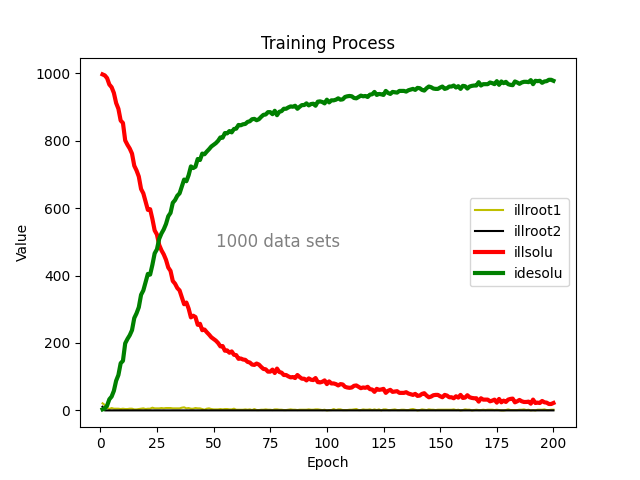 Training Process
1000
800
600
400
200
0
Value
1000 data sets
illroot1
illroot2
illsolu
idesolu
0 25 50 75 100 125 150 175 200
Epoch